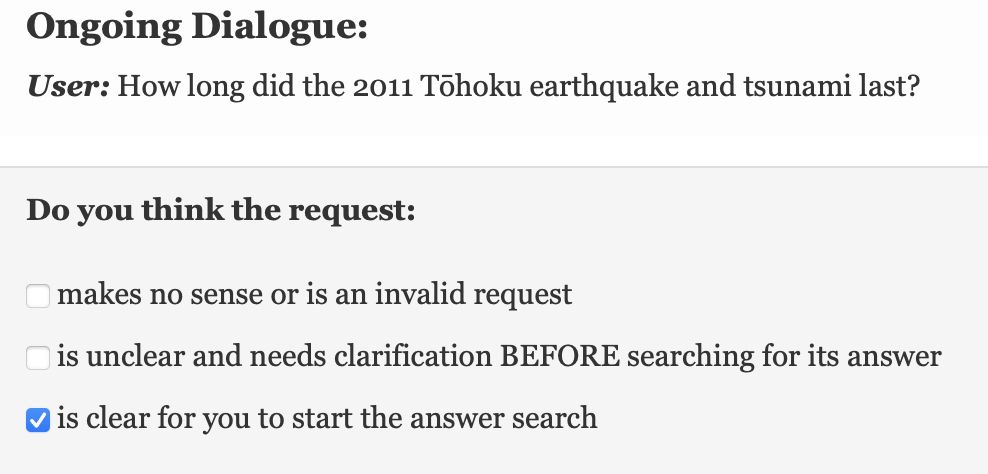 Ongoing Dialogue:
User: How long did the 2011 Tōhoku earthquake and tsunami last?
Do you think the request:
makes no sense or is an invalid request
is unclear and needs clarification BEFORE searching for its answer
is clear for you to start the answer search